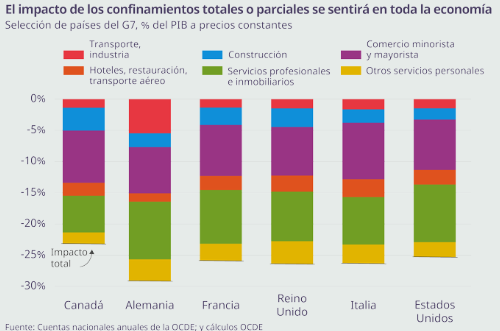 El impacto de los confinamientos totales o parciales se sentirá en toda la economía
Selección de países del G7, % del PIB a precios constantes
Transporte,
industria
Construcción
Comercio minorista
y mayorista
Hoteles, restauración,
transporte aéreo
Servicios profesionales
e inmobiliarios
Otros servicios personales
0%
-5%
-10%
-15%
-20%
-25%
-30%
Impacto
total
Canadá
Alemania
Francia
Reino
Unido
Italia
Estados
Unidos
Fuente: Cuentas nacionales anuales de la OCDE; y cálculos OCDE